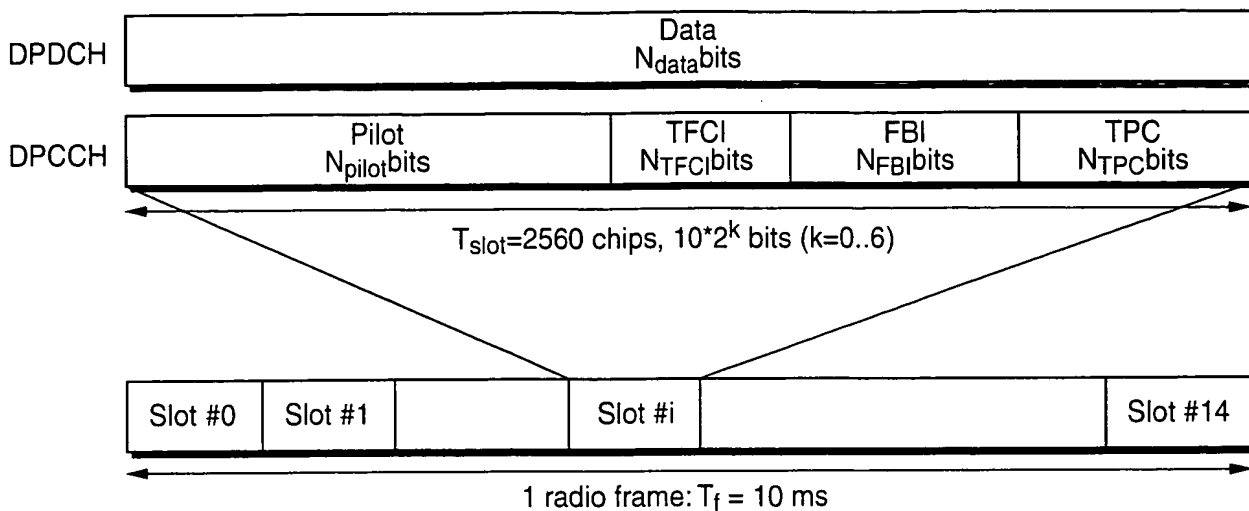 DPDCH
Data
Ndatabits
DPCCH
Pilot
Npilotbits
TFCI
NTFCIbits
FBI
NFBIbits
TPC
NTPCbits
Tslot=2560 chips, 10*2^k bits (k=0..6)
Slot #0
Slot #1
Slot #i
Slot #14
1 radio frame: Tf = 10 ms